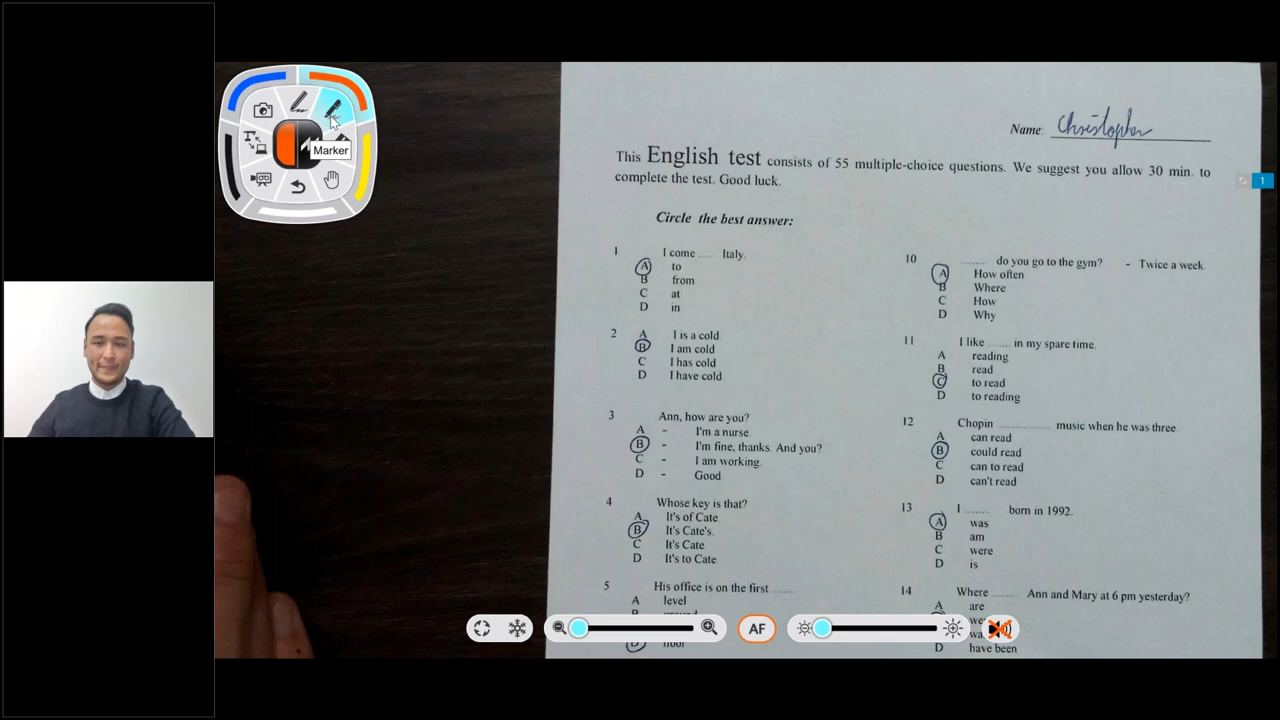 Marker
1
Name: Christopher
This English test consists of 55 multiple-choice questions. We suggest you allow 30 min. to
complete the test. Good luck.
Circle the best answer:
1 I come ..... Italy.
A to
B from
C at
D in
2 A I is a cold
B I am cold
C I has cold
D I have cold
3 Ann, how are you?
A - I'm a nurse.
B - I'm fine, thanks. And you?
C - I am working.
D - Good.
4 Whose key is that?
A It's of Cate.
B It's Cate's.
C It's Cate
D It's to Cate
5 His office is on the first ........
A level
floor
10 ........ do you go to the gym? - Twice a week.
A How often
B Where
C How
D Why
11 I like ....... in my spare time.
A reading
B read
C to read
D to reading
12 Chopin ................. music when he was three.
A can read
B could read
C can to read
D can't read
13 I ........ born in 1992.
A was
B am
C were
D is
14 Where ........ Ann and Mary at 6 pm yesterday?
A are
D have been
AF